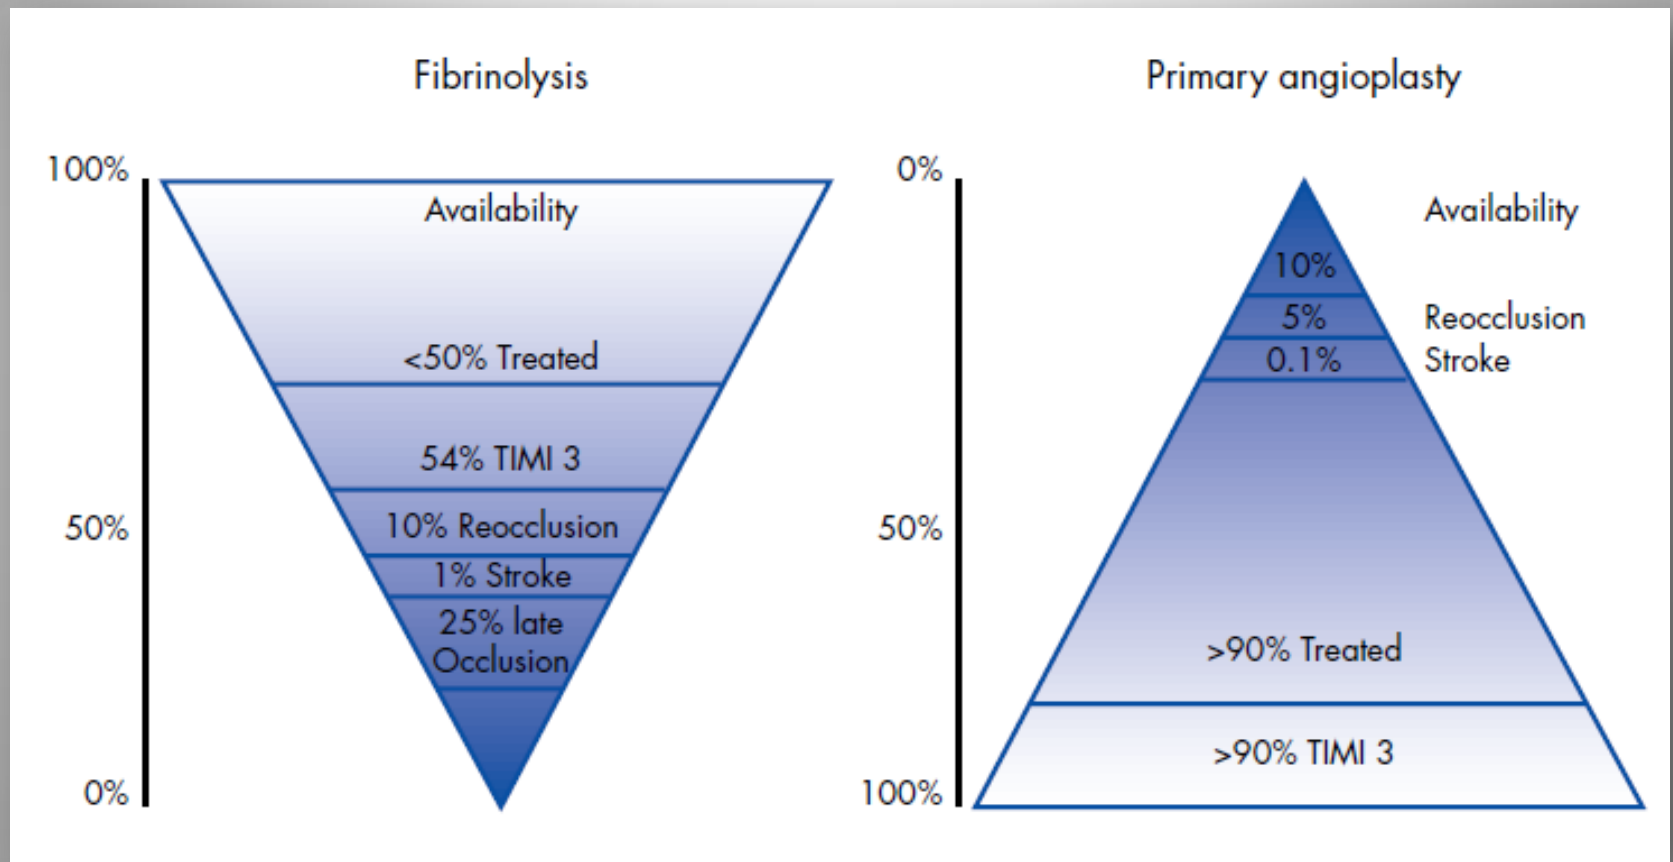 Fibrinolysis
100%
Availability
<50% Treated
54% TIMI 3
50%
10% Reocclusion
1% Stroke
25% late
Occlusion
0%
Primary angioplasty
0%
Availability
10%
5% Reocclusion
0.1% Stroke
50%
>90% Treated
>90% TIMI 3
100%